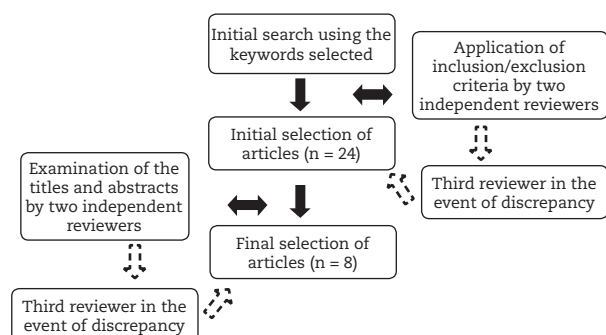 Initial search using the
keywords selected
Application of
inclusion/exclusion
criteria by two
independent reviewers
Initial selection of
articles (n = 24)
Examination of the
titles and abstracts
by two independent
reviewers
Third reviewer in the
event of discrepancy
Final selection of
articles (n = 8)
Third reviewer in the
event of discrepancy